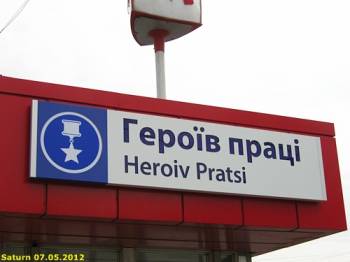 Героїв праці
Heroiv Pratsi
Saturn 07.05.2012